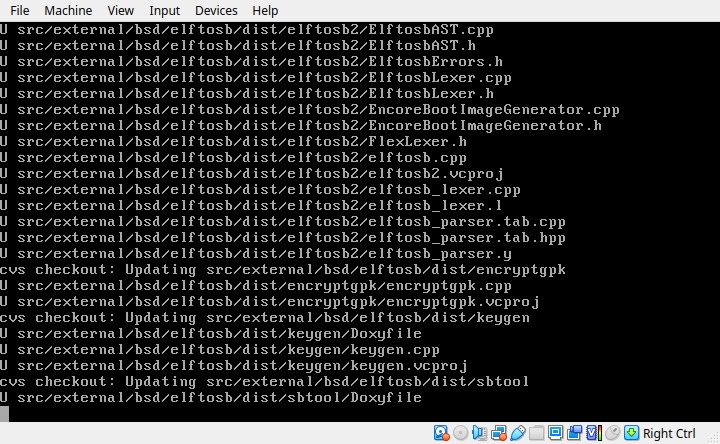 File Machine View Input Devices Help
U src/external/bsd/elftosb/dist/elftosb2/ElftosbAST.cpp
U src/external/bsd/elftosb/dist/elftosb2/ElftosbAST.h
U src/external/bsd/elftosb/dist/elftosb2/ElftosbErrors.h
U src/external/bsd/elftosb/dist/elftosb2/ElftosbLexer.cpp
U src/external/bsd/elftosb/dist/elftosb2/ElftosbLexer.h
U src/external/bsd/elftosb/dist/elftosb2/EncoreBootImageGenerator.cpp
U src/external/bsd/elftosb/dist/elftosb2/EncoreBootImageGenerator.h
U src/external/bsd/elftosb/dist/elftosb2/FlexLexer.h
U src/external/bsd/elftosb/dist/elftosb2/elftosb.cpp
U src/external/bsd/elftosb/dist/elftosb2/elftosb2.vcproj
U src/external/bsd/elftosb/dist/elftosb2/elftosb_lexer.cpp
U src/external/bsd/elftosb/dist/elftosb2/elftosb_lexer.l
U src/external/bsd/elftosb/dist/elftosb2/elftosb_parser.tab.cpp
U src/external/bsd/elftosb/dist/elftosb2/elftosb_parser.tab.hpp
U src/external/bsd/elftosb/dist/elftosb2/elftosb_parser.y
cvs checkout: Updating src/external/bsd/elftosb/dist/encryptgpk
U src/external/bsd/elftosb/dist/encryptgpk/encryptgpk.cpp
U src/external/bsd/elftosb/dist/encryptgpk/encryptgpk.vcproj
cvs checkout: Updating src/external/bsd/elftosb/dist/keygen
U src/external/bsd/elftosb/dist/keygen/Doxyfile
U src/external/bsd/elftosb/dist/keygen/keygen.cpp
U src/external/bsd/elftosb/dist/keygen/keygen.vcproj
cvs checkout: Updating src/external/bsd/elftosb/dist/sbtool
U src/external/bsd/elftosb/dist/sbtool/Doxyfile
Right Ctrl